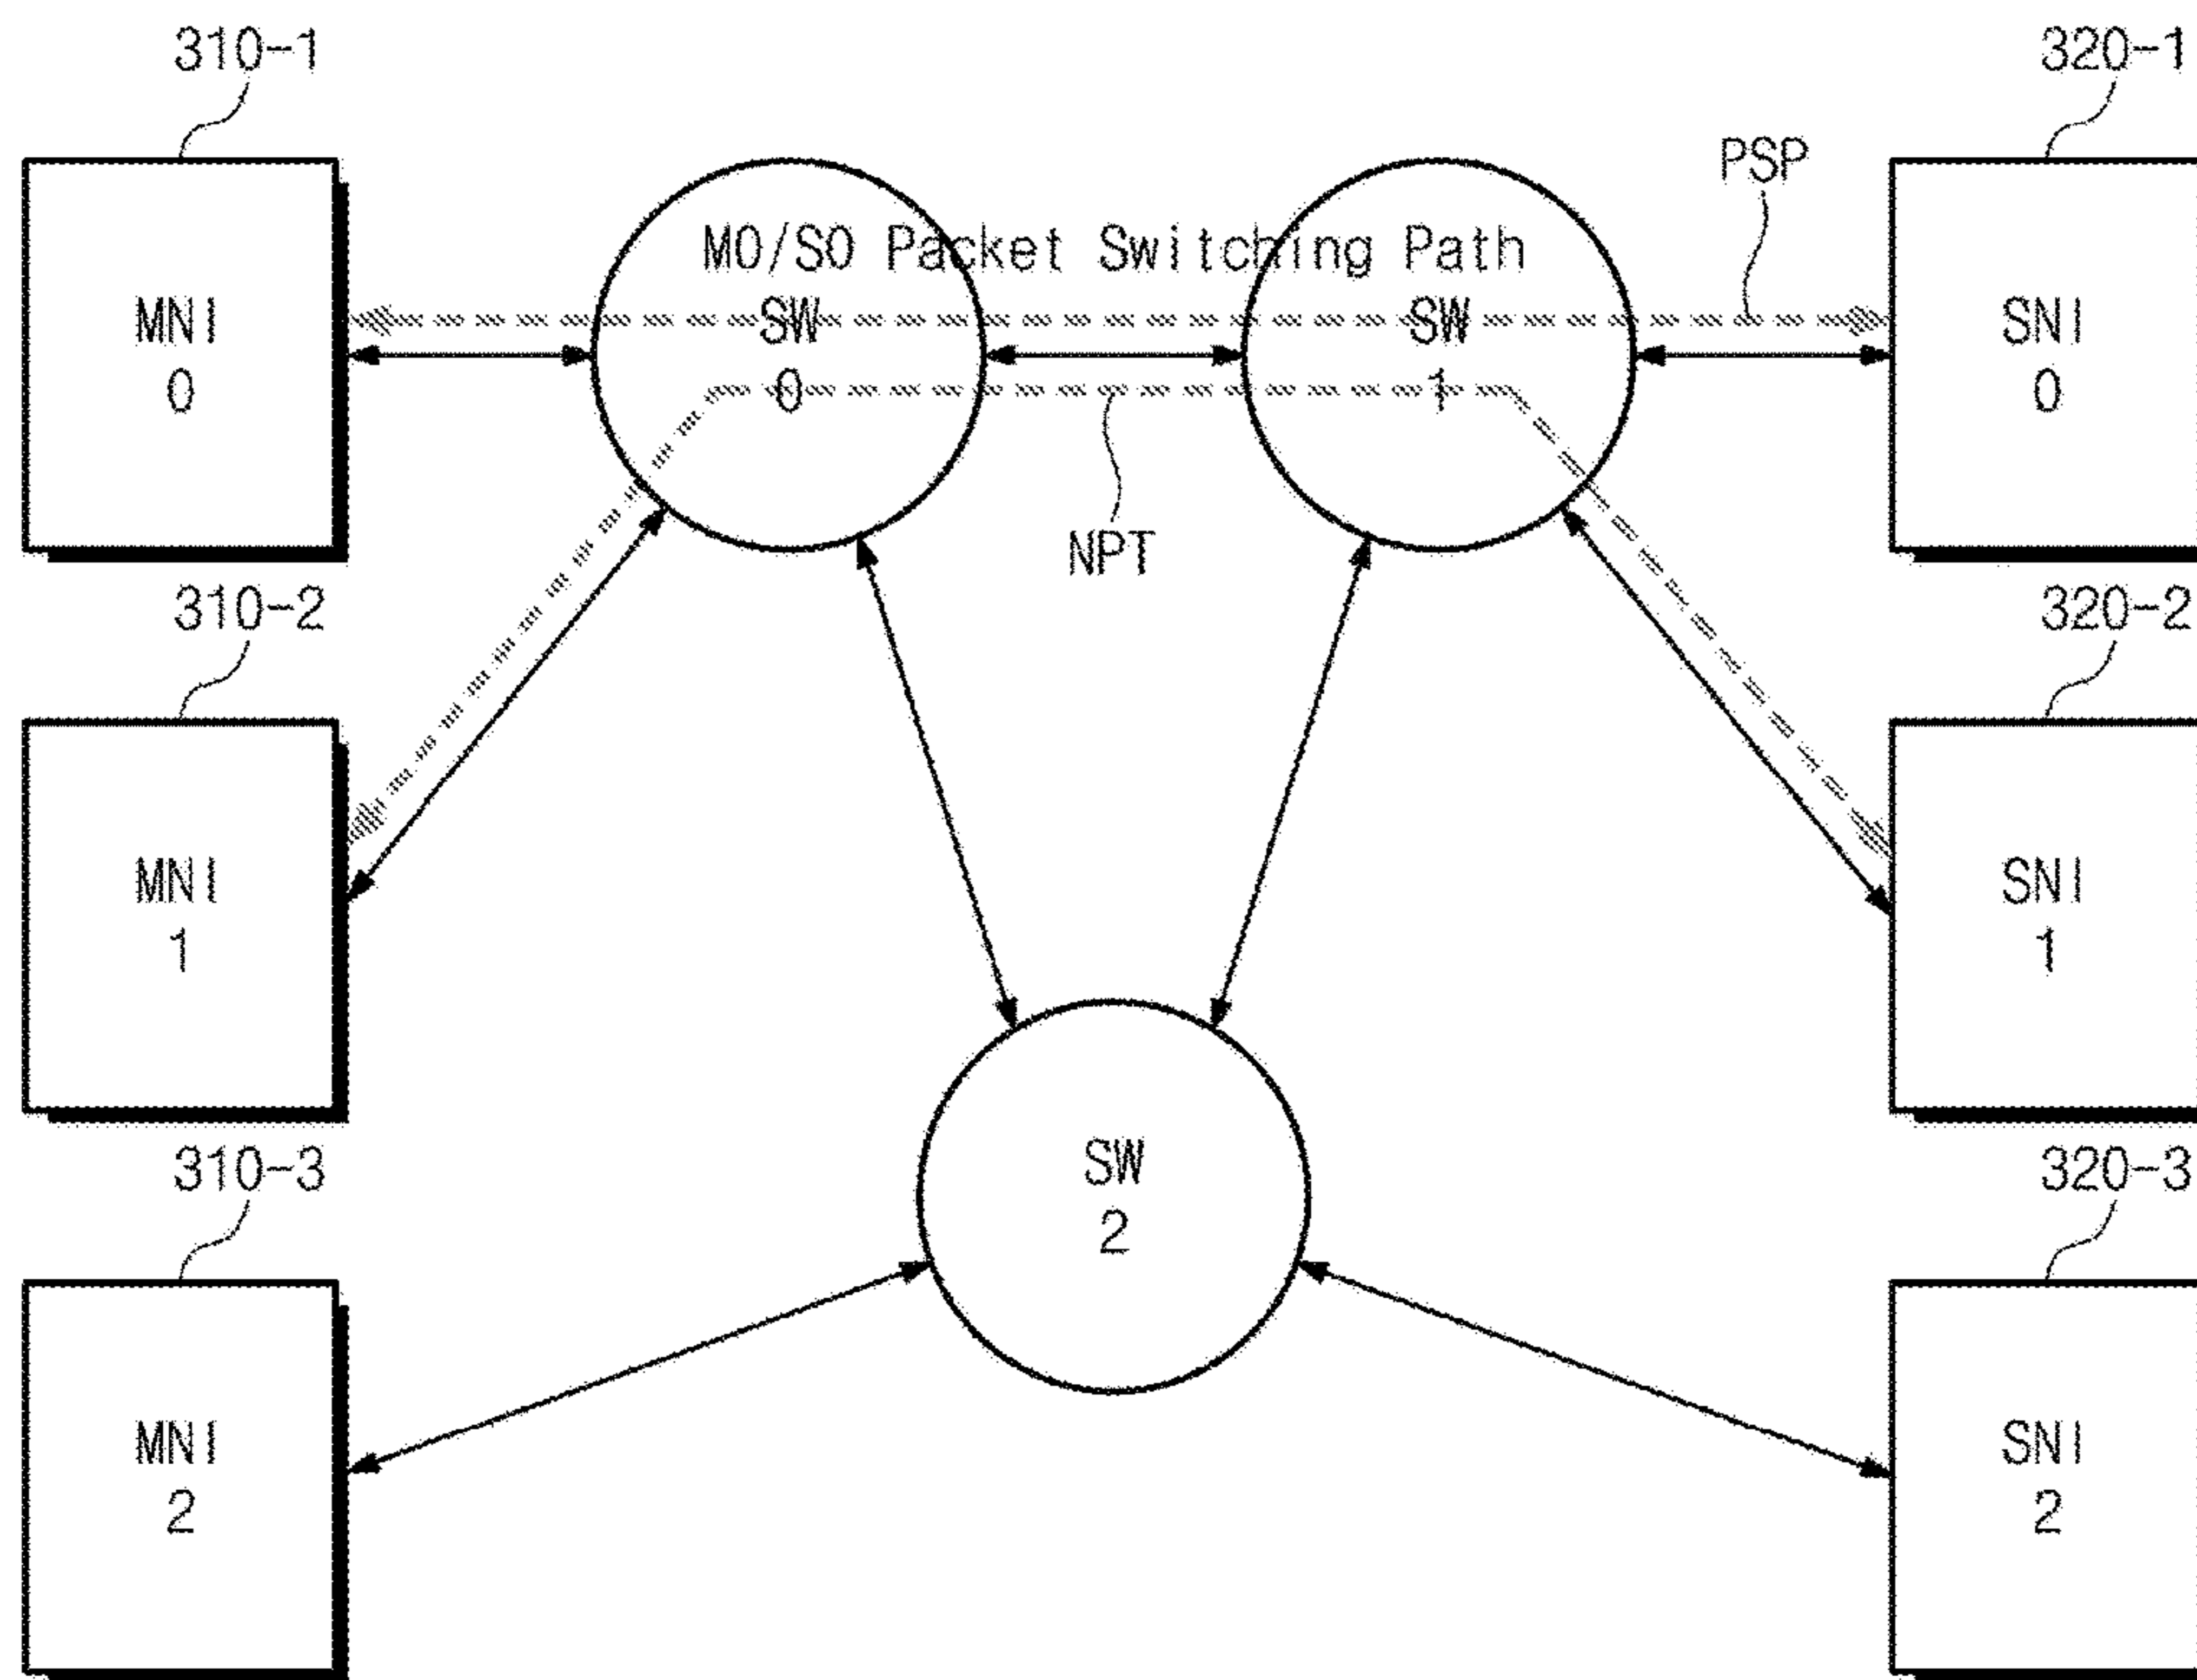 310-1
320-1
PSP
M0/S0 Packet Switching Path
MNI
0
SW
0
SW
1
SNI
0
NPT
310-2
320-2
MNI
1
SNI
1
310-3
320-3
SW
2
MNI
2
SNI
2